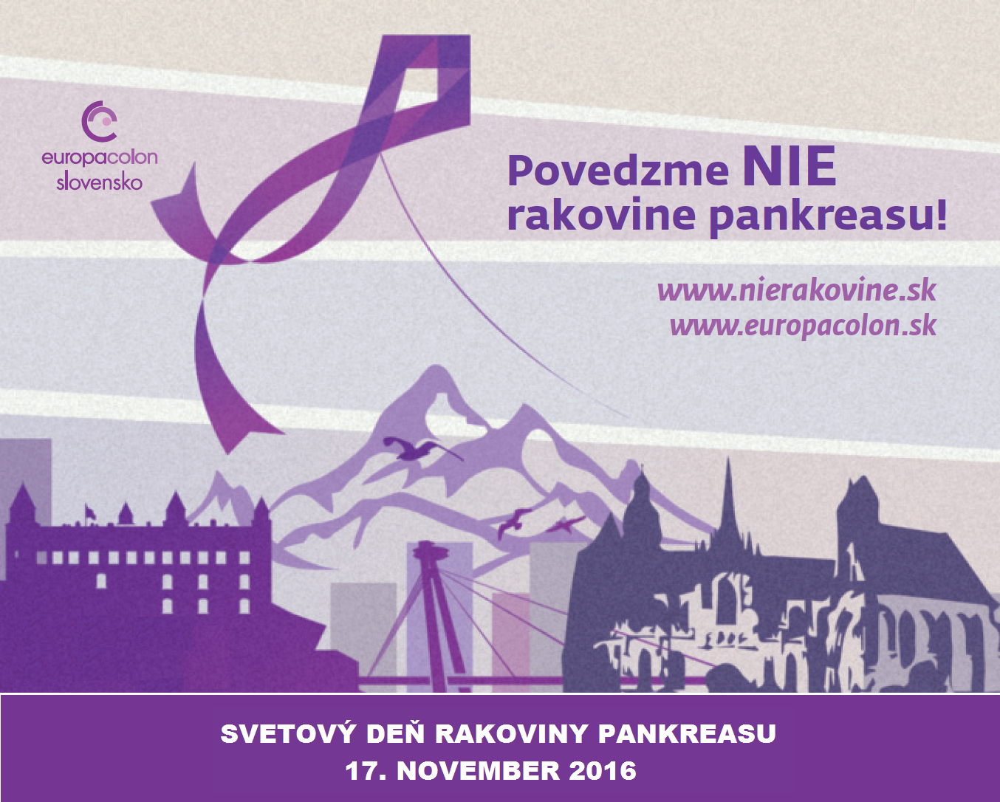 europacolon
slovensko
Povedzme NIE
rakovine pankreasu!
www.nierakovine.sk
www.europacolon.sk
SVETOVÝ DEŇ RAKOVINY PANKREASU
17. NOVEMBER 2016